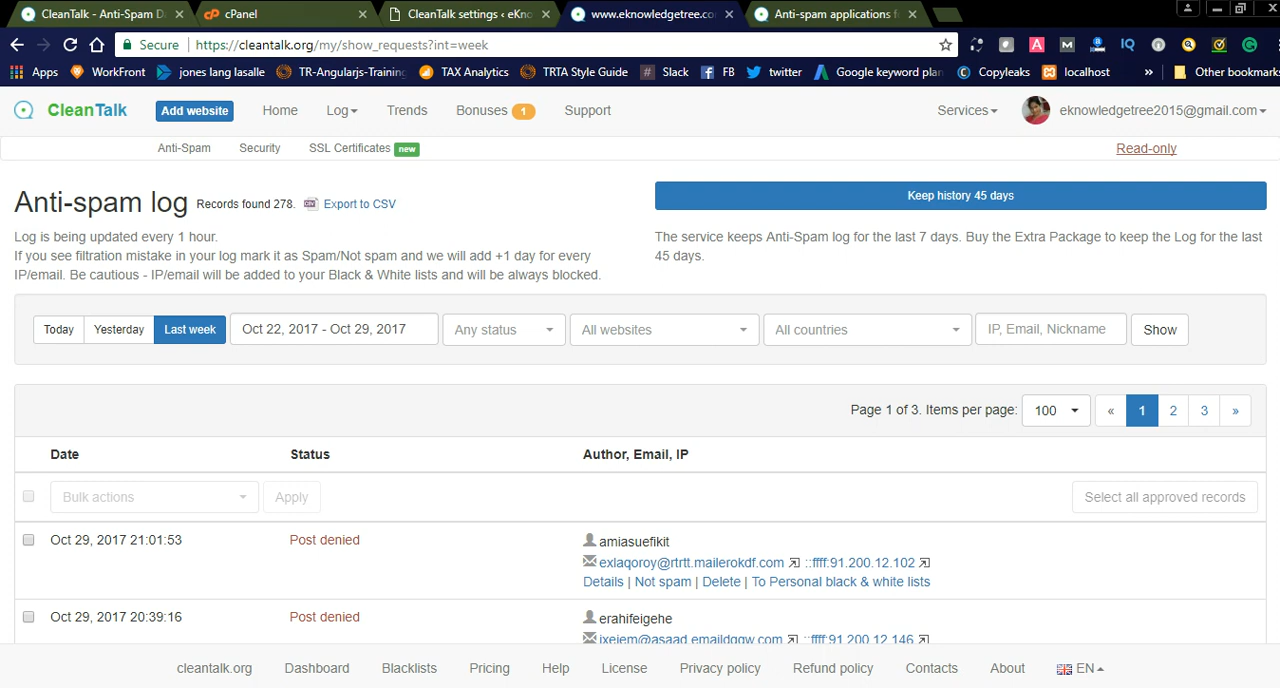 CleanTalk - Anti-Spam D
cPanel
CleanTalk settings ‹ eKno
www.eknowledgetree.co
Anti-spam applications f
Secure
https://cleantalk.org/my/show_requests?int=week
Apps
WorkFront
jones lang lasalle
TR-Angularjs-Training
TAX Analytics
TRTA Style Guide
Slack
FB
twitter
Google keyword plan
Copyleaks
localhost
»
Other bookmarks
CleanTalk
Add website
Home
Log
Trends
Bonuses 1
Support
Services
eknowledgetree2015@gmail.com
Anti-Spam
Security
SSL Certificates new
Read-only
Anti-spam log Records found 278. Export to CSV
Keep history 45 days
Log is being updated every 1 hour.
If you see filtration mistake in your log mark it as Spam/Not spam and we will add +1 day for every
IP/email. Be cautious - IP/email will be added to your Black & White lists and will be always blocked.
The service keeps Anti-Spam log for the last 7 days. Buy the Extra Package to keep the Log for the last
45 days.
Today
Yesterday
Last week
Oct 22, 2017 - Oct 29, 2017
Any status
All websites
All countries
IP, Email, Nickname
Show
Page 1 of 3. Items per page: 100
« 1 2 3 »
Date
Status
Author, Email, IP
Bulk actions
Apply
Select all approved records
Oct 29, 2017 21:01:53
Post denied
amiasuefikit
exlaqoroy@rtrtt.mailerokdf.com ::ffff:91.200.12.102
Details | Not spam | Delete | To Personal black & white lists
Oct 29, 2017 20:39:16
Post denied
erahifeigehe
::ffff:91.200.12.146
cleantalk.org
Dashboard
Blacklists
Pricing
Help
License
Privacy policy
Refund policy
Contacts
About
EN